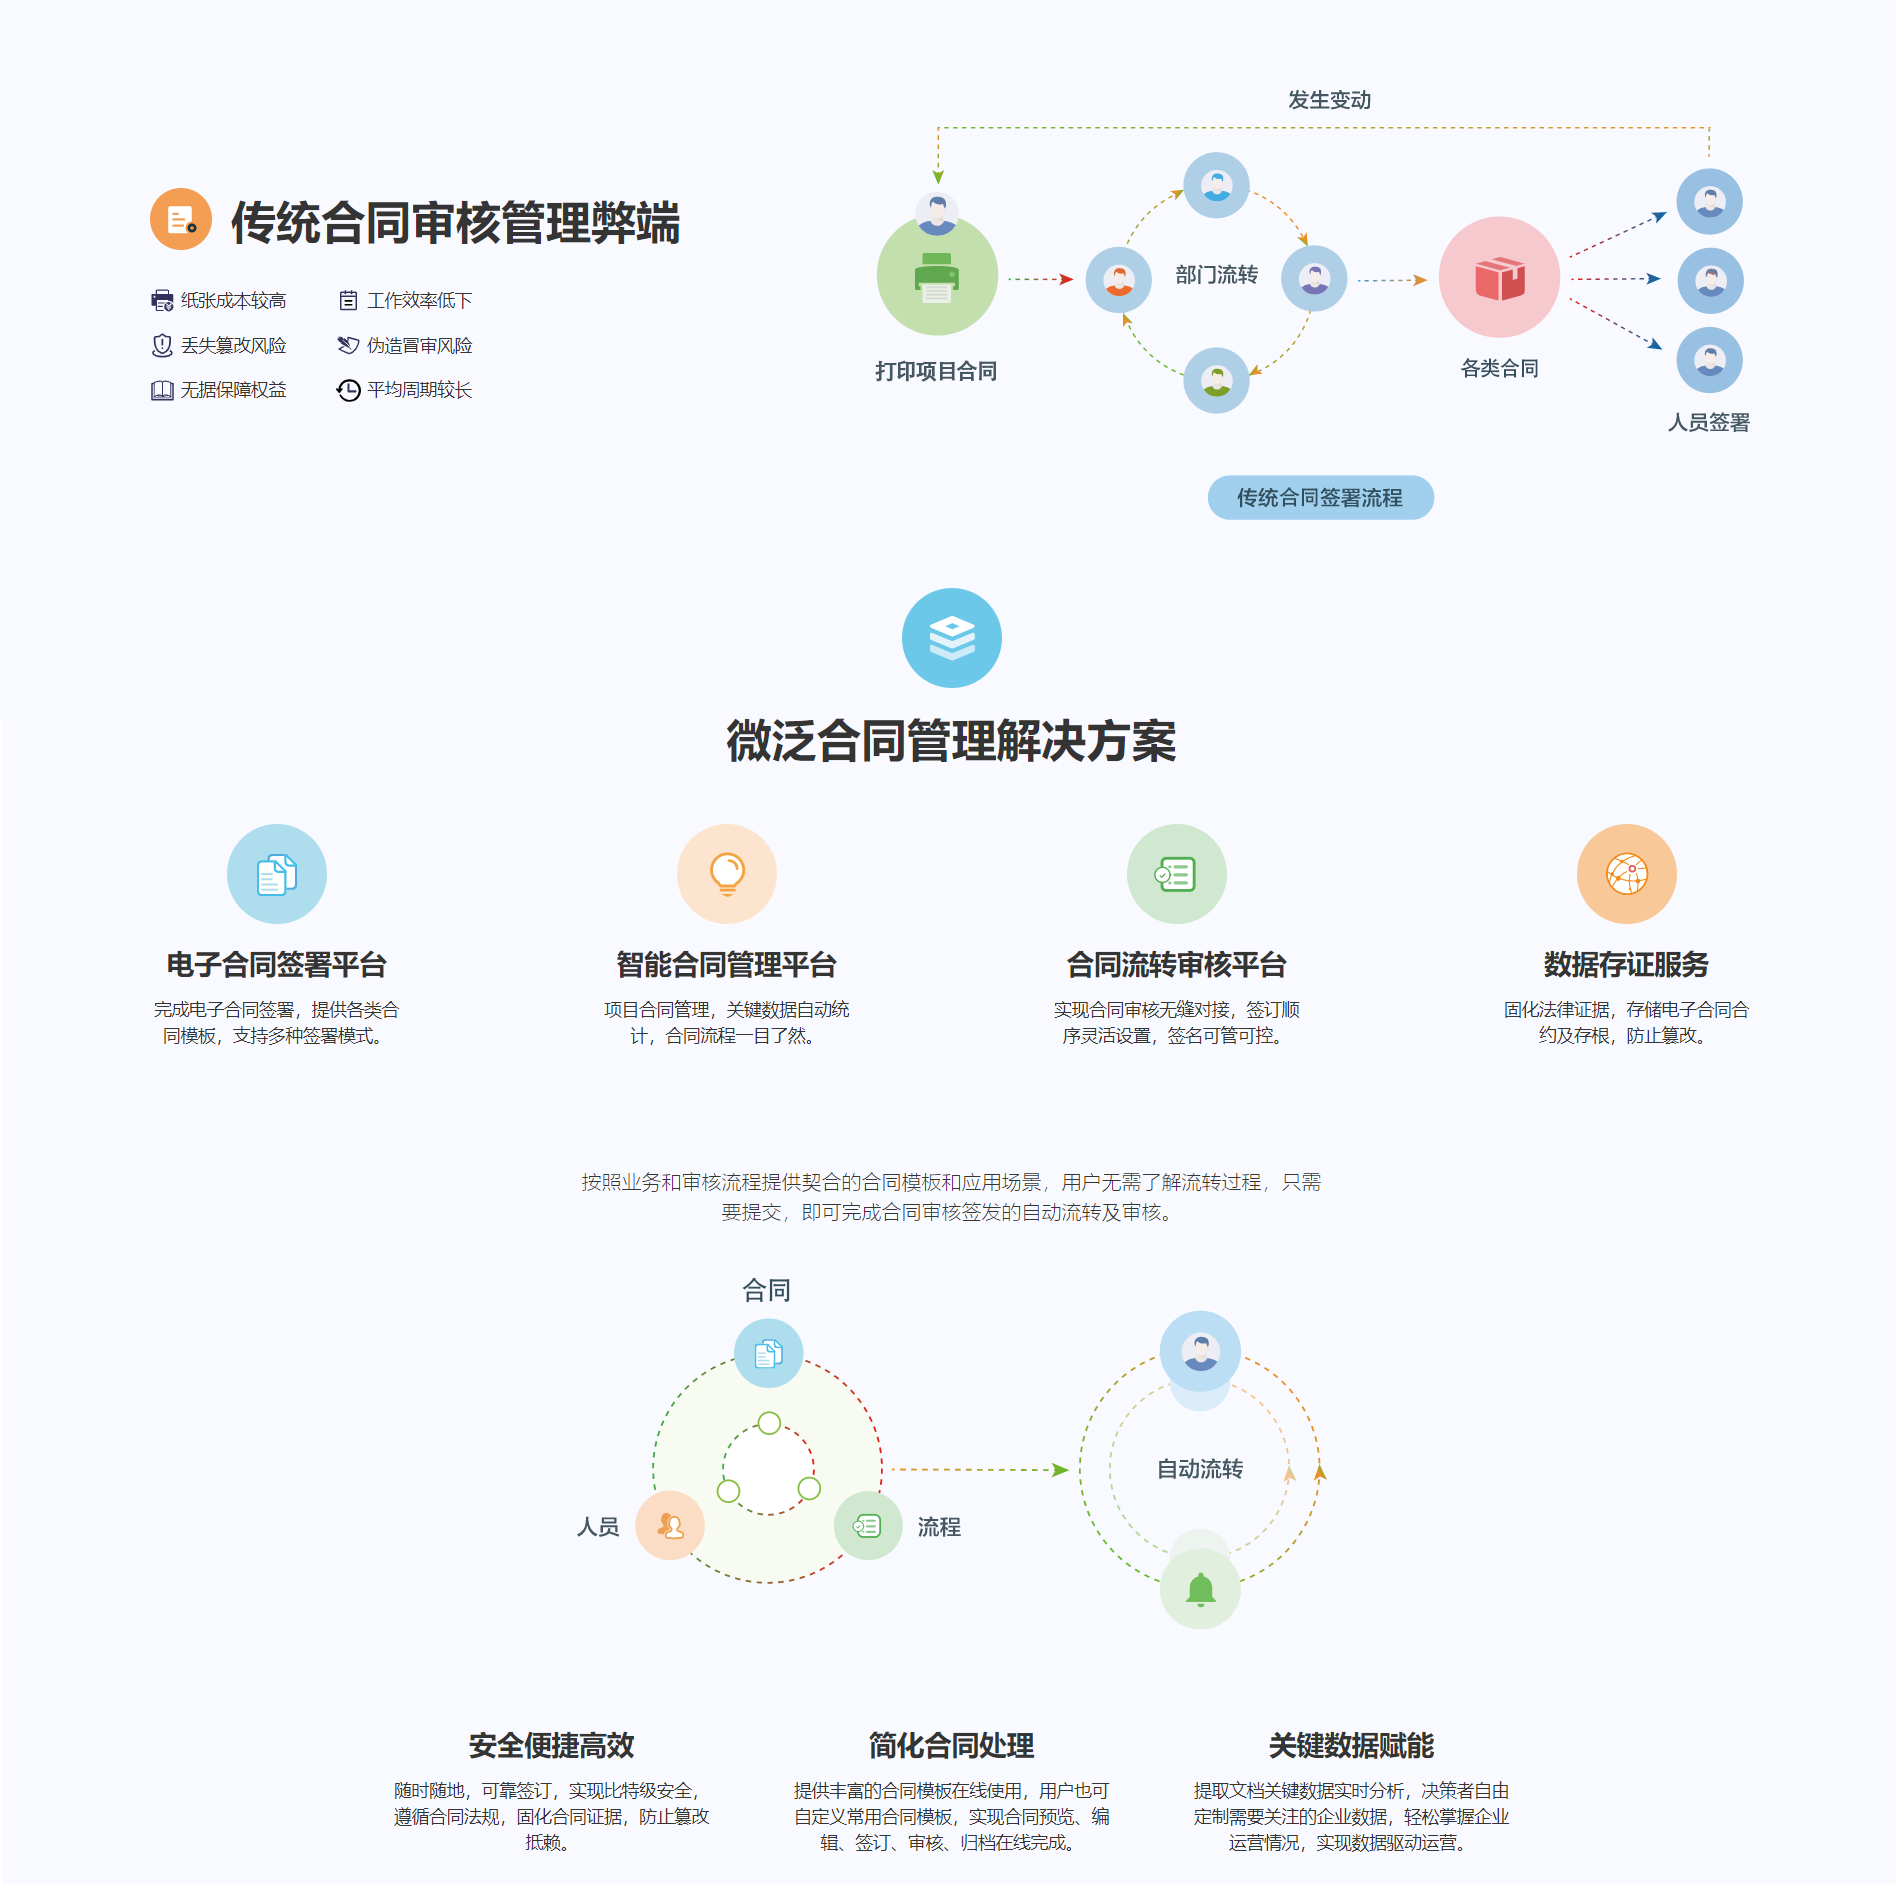 发生变动
传统合同审核管理弊端
纸张成本较高
工作效率低下
丢失篡改风险
伪造冒审风险
无据保障权益
平均周期较长
部门流转
打印项目合同
各类合同
人员签署
传统合同签署流程
微泛合同管理解决方案
电子合同签署平台
完成电子合同签署，提供各类合
同模板，支持多种签署模式。
智能合同管理平台
项目合同管理，关键数据自动统
计，合同流程一目了然。
合同流转审核平台
实现合同审核无缝对接，签订顺
序灵活设置，签名可管可控。
数据存证服务
固化法律证据，存储电子合同合
约及存根，防止篡改。
按照业务和审核流程提供契合的合同模板和应用场景，用户无需了解流转过程，只需
要提交，即可完成合同审核签发的自动流转及审核。
合同
人员
流程
自动流转
安全便捷高效
随时随地，可靠签订，实现比特级安全，
遵循合同法规，固化合同证据，防止篡改
抵赖。
简化合同处理
提供丰富的合同模板在线使用，用户也可
自定义常用合同模板，实现合同预览、编
辑、签订、审核、归档在线完成。
关键数据赋能
提取文档关键数据实时分析，决策者自由
定制需要关注的企业数据，轻松掌握企业
运营情况，实现数据驱动运营。